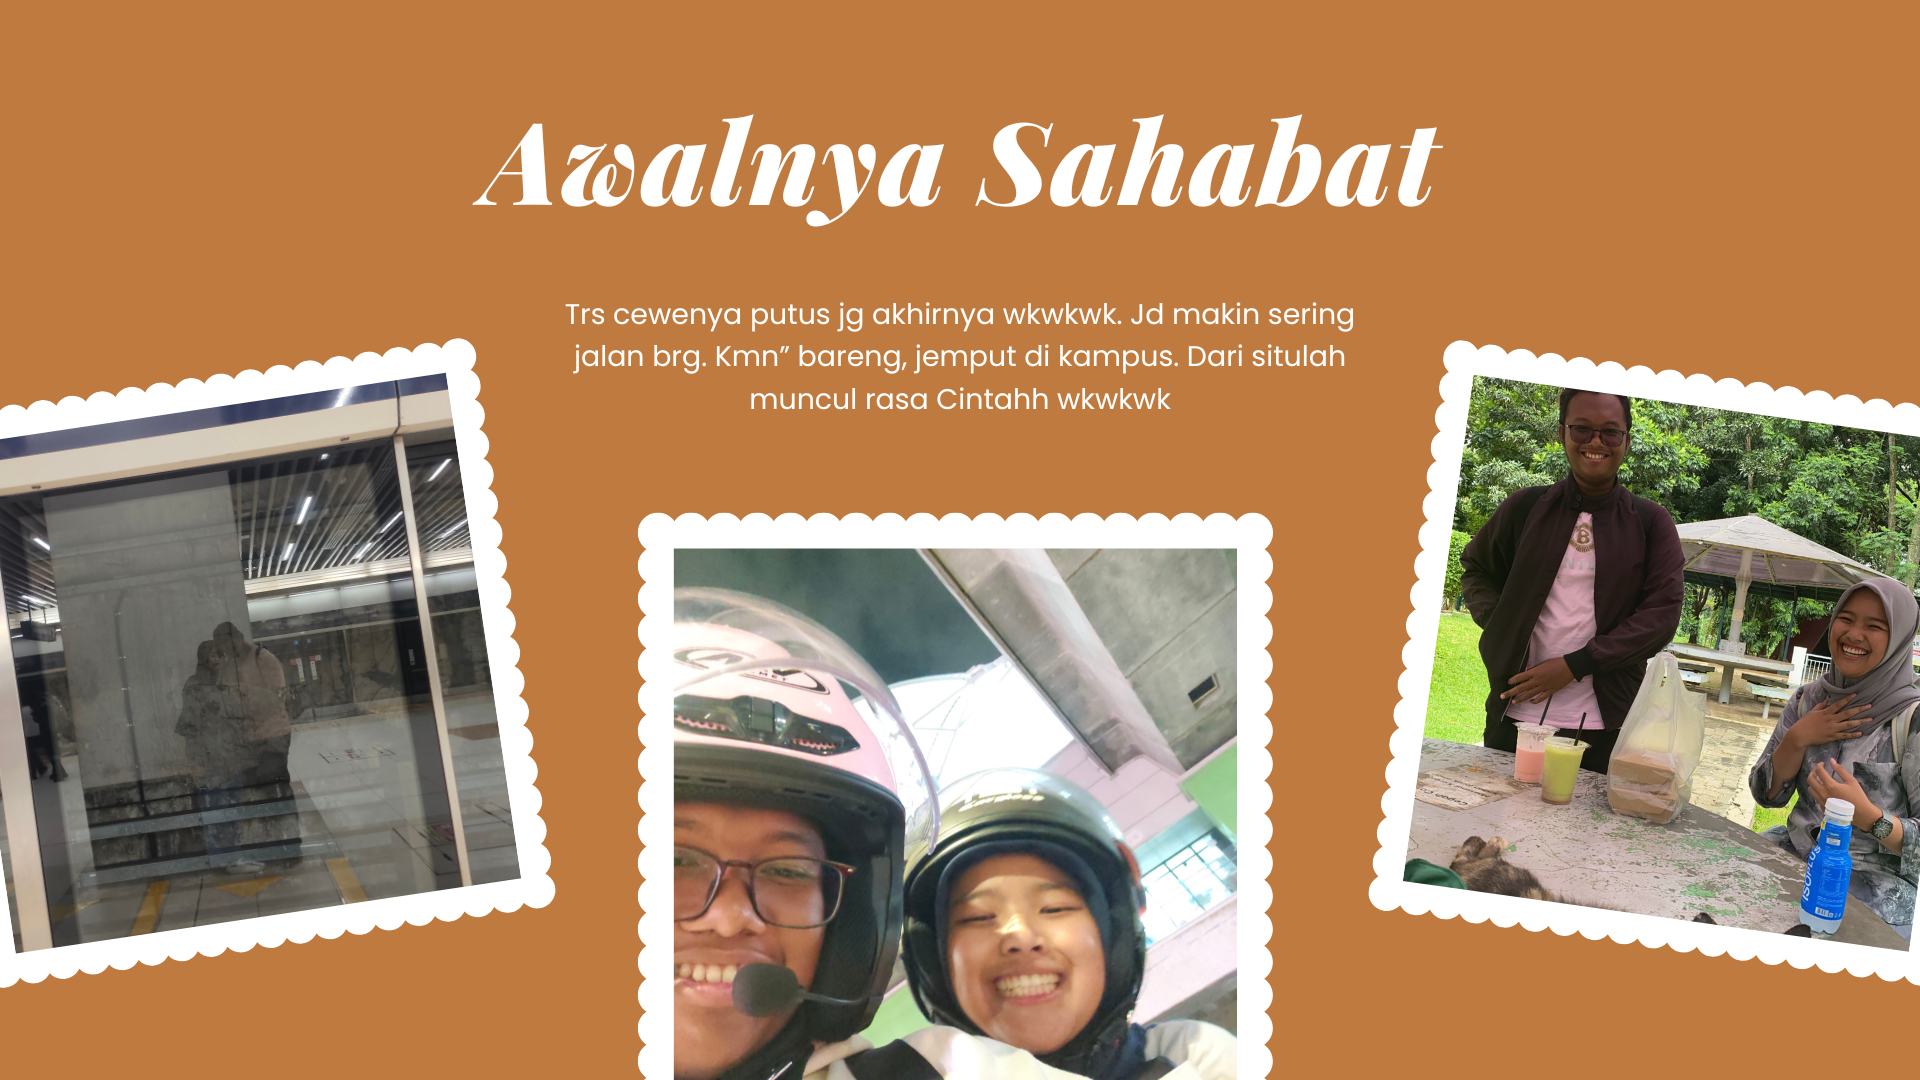 Awalnya Sahabat
Trs cewenya putus jg akhirnya wkwkwk. Jd makin sering
jalan brg. Kmn” bareng, jemput di kampus. Dari situlah
muncul rasa Cintahh wkwkwk
ISOPLUS